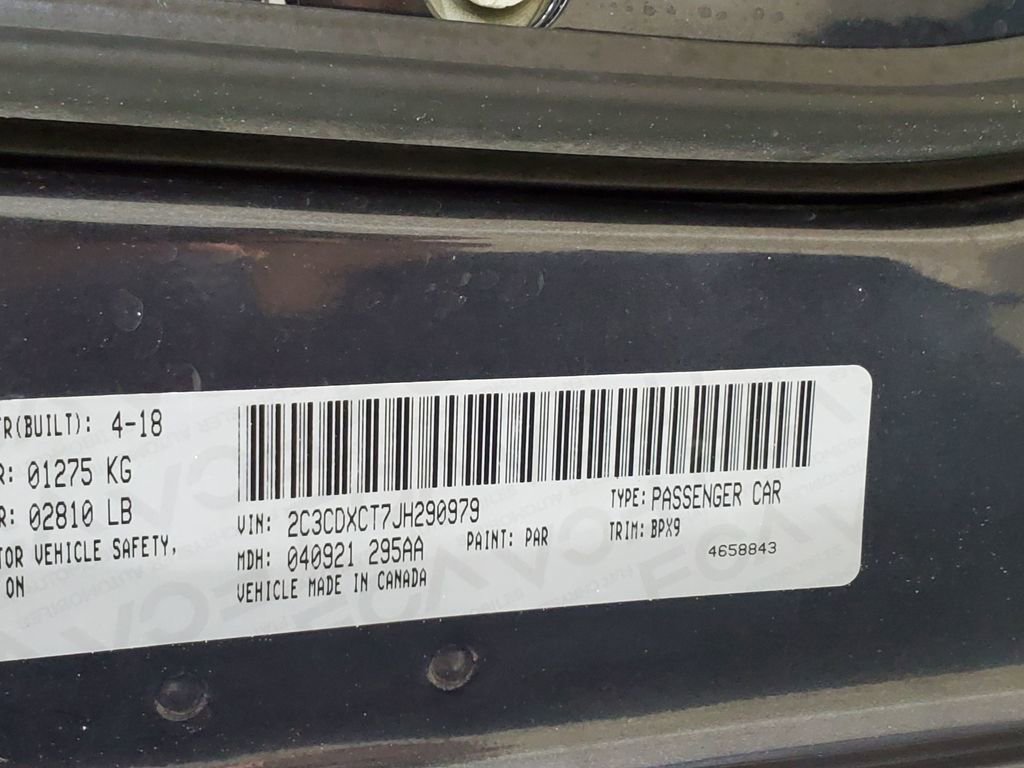 FR(BUILT): 4-18
R: 01275 KG
R: 02810 LB
TOR VEHICLE SAFETY,
ON
VIN: 2C3CDXCT7JH290979
TYPE: PASSENGER CAR
MDH: 040921 295AA
PAINT: PAR
TRIM: BPX9
VEHICLE MADE IN CANADA
4658843